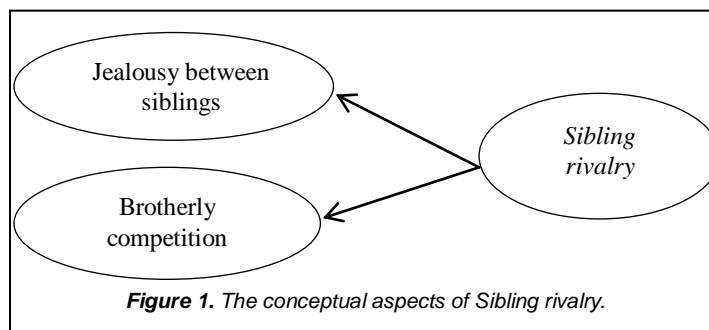 Jealousy between
siblings
Sibling
rivalry
Brotherly
competition
Figure 1. The conceptual aspects of Sibling rivalry.